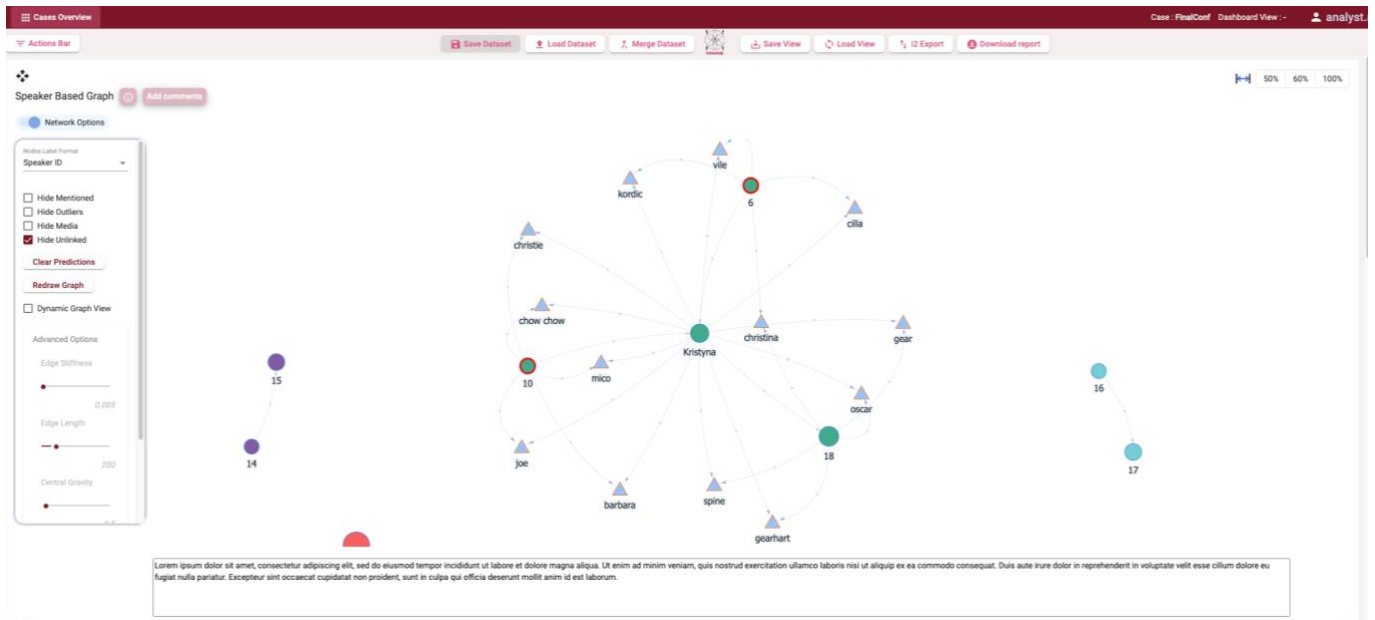 Cases Overview
Case : FinalConf Dashboard View : - analyst.
Actions Bar
Save Dataset Load Dataset Merge Dataset Save View Load View I2 Export Download report
Speaker Based Graph Add comments
50% 60% 100%
Network Options
Nodes Label Format
Speaker ID
Hide Mentioned
Hide Outliers
Hide Media
Hide Unlinked
Clear Predictions
Redraw Graph
Dynamic Graph View
Advanced Options
Edge Stiffness
0.005
Edge Length
200
Central Gravity
vile
kordic
6
cilla
christie
chow chow
christina
gear
Kristyna
15
10
mico
16
oscar
14
joe
18
17
barbara
spine
gearhart
Lorem ipsum dolor sit amet, consectetur adipiscing elit, sed do eiusmod tempor incididunt ut labore et dolore magna aliqua. Ut enim ad minim veniam, quis nostrud exercitation ullamco laboris nisi ut aliquip ex ea commodo consequat. Duis aute irure dolor in reprehenderit in voluptate velit esse cillum dolore eu
fugiat nulla pariatur. Excepteur sint occaecat cupidatat non proident, sunt in culpa qui officia deserunt mollit anim id est laborum.